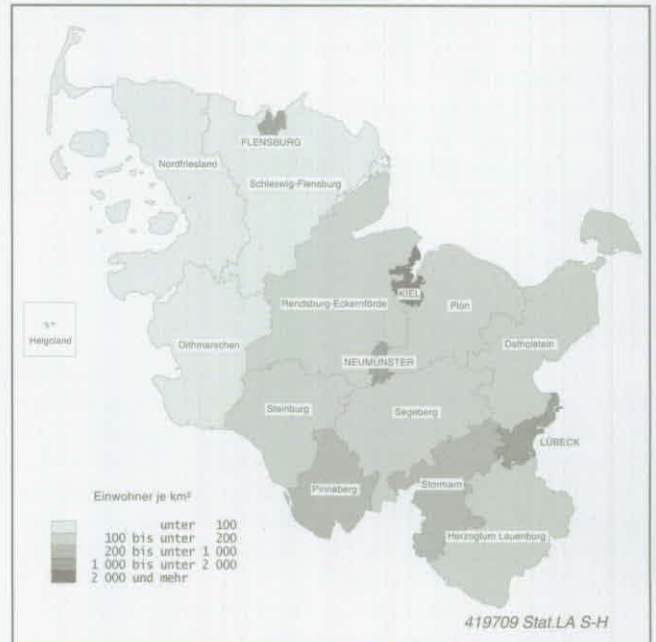 FLENSBURG
Nordfriesland
Schleswig-Flensburg
Rendsburg-Eckernförde
KIEL
Plön
Helgoland
Dithmarschen
Ostholstein
NEUMÜNSTER
Steinburg
Segeberg
LÜBECK
Pinneberg
Stormarn
Herzogtum Lauenburg
Einwohner je km²
unter 100
100 bis unter 200
200 bis unter 1 000
1 000 bis unter 2 000
2 000 und mehr
419709 Stat.LA S-H